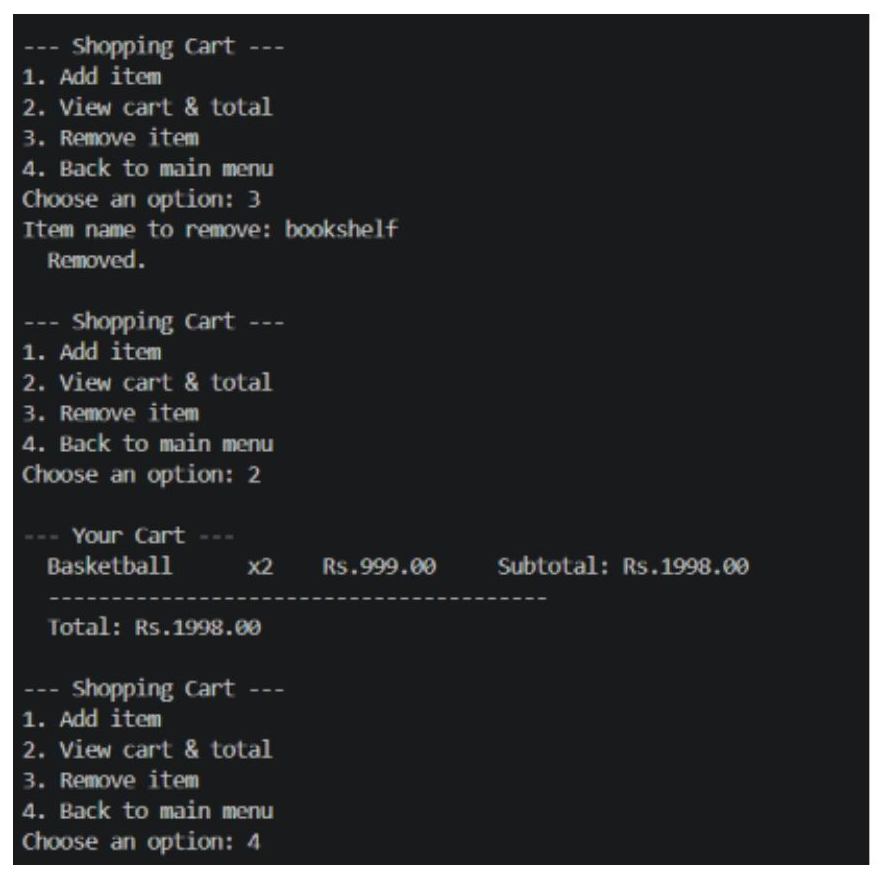 --- Shopping Cart ---
1. Add item
2. View cart & total
3. Remove item
4. Back to main menu
Choose an option: 3
Item name to remove: bookshelf
  Removed.

--- Shopping Cart ---
1. Add item
2. View cart & total
3. Remove item
4. Back to main menu
Choose an option: 2

--- Your Cart ---
  Basketball      x2    Rs.999.00     Subtotal: Rs.1998.00
  ----------------------------------------
  Total: Rs.1998.00

--- Shopping Cart ---
1. Add item
2. View cart & total
3. Remove item
4. Back to main menu
Choose an option: 4